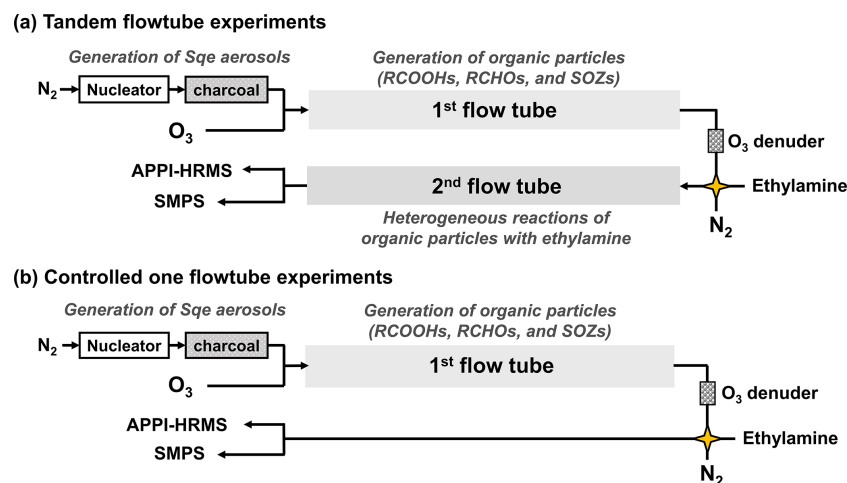 (a) Tandem flowtube experiments
Generation of Sqe aerosols
Generation of organic particles
(RCOOHs, RCHOs, and SOZs)
N₂
Nucleator
charcoal
1st flow tube
O₃
O₃ denuder
APPI-HRMS
SMPS
2nd flow tube
Ethylamine
N₂
Heterogeneous reactions of
organic particles with ethylamine
(b) Controlled one flowtube experiments
Generation of Sqe aerosols
Generation of organic particles
(RCOOHs, RCHOs, and SOZs)
N₂
Nucleator
charcoal
1st flow tube
O₃
O₃ denuder
APPI-HRMS
SMPS
Ethylamine
N₂